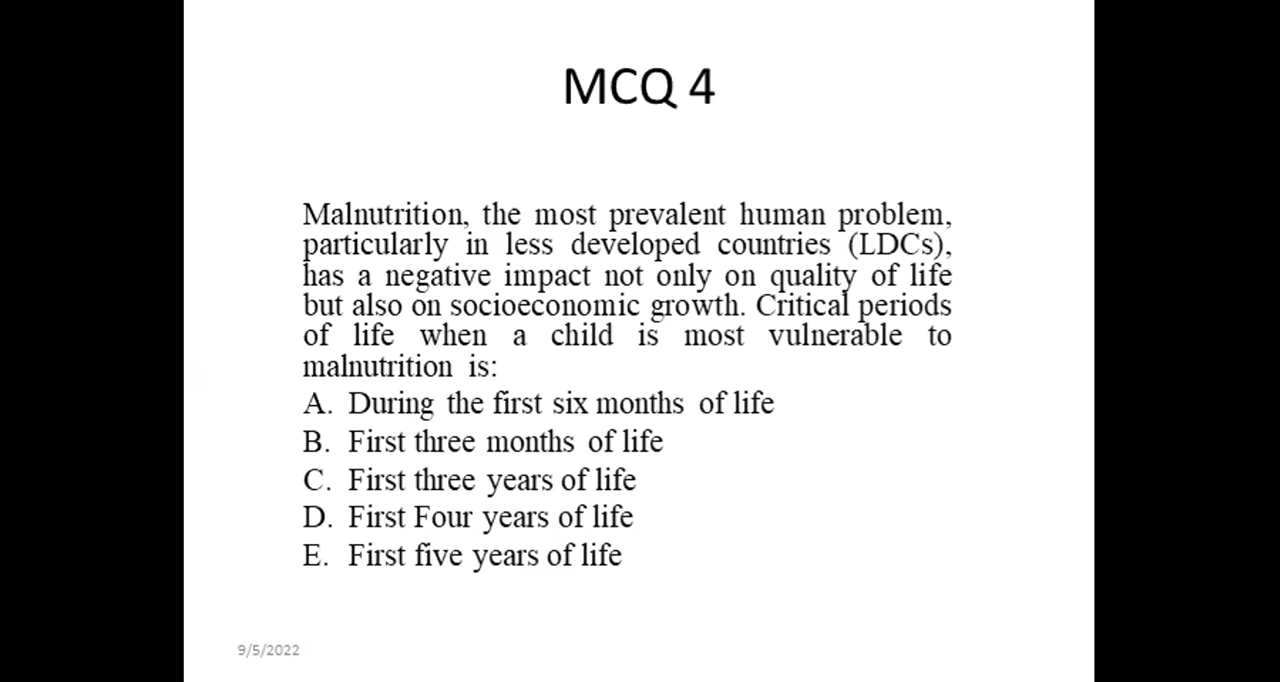 MCQ 4
Malnutrition, the most prevalent human problem,
particularly in less developed countries (LDCs),
has a negative impact not only on quality of life
but also on socioeconomic growth. Critical periods
of life when a child is most vulnerable to
malnutrition is:
A. During the first six months of life
B. First three months of life
C. First three years of life
D. First Four years of life
E. First five years of life
9/5/2022